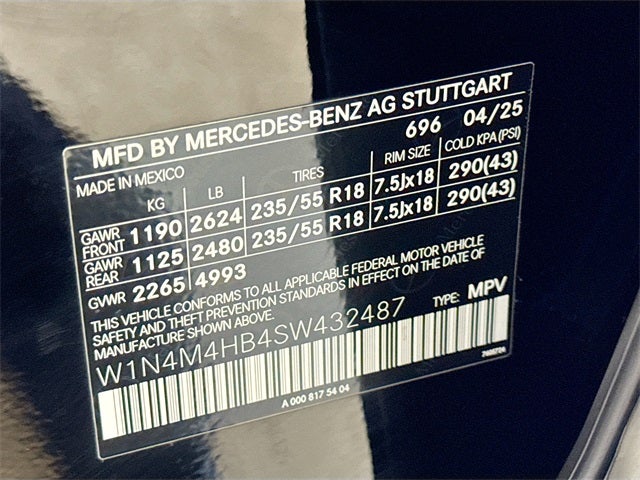 MFD BY MERCEDES-BENZ AG STUTTGART
MADE IN MEXICO 696 04/25
KG LB TIRES RIM SIZE COLD KPA(PSI)
GAWR FRONT 1190 2624 235/55 R18 7.5Jx18 290(43)
GAWR REAR 1125 2480 235/55 R18 7.5Jx18 290(43)
GVWR 2265 4993
THIS VEHICLE CONFORMS TO ALL APPLICABLE FEDERAL MOTOR VEHICLE
SAFETY AND THEFT PREVENTION STANDARDS IN EFFECT ON THE DATE OF
MANUFACTURE SHOWN ABOVE.
W1N4M4HB4SW432487 TYPE: MPV
A 000 817 54 04